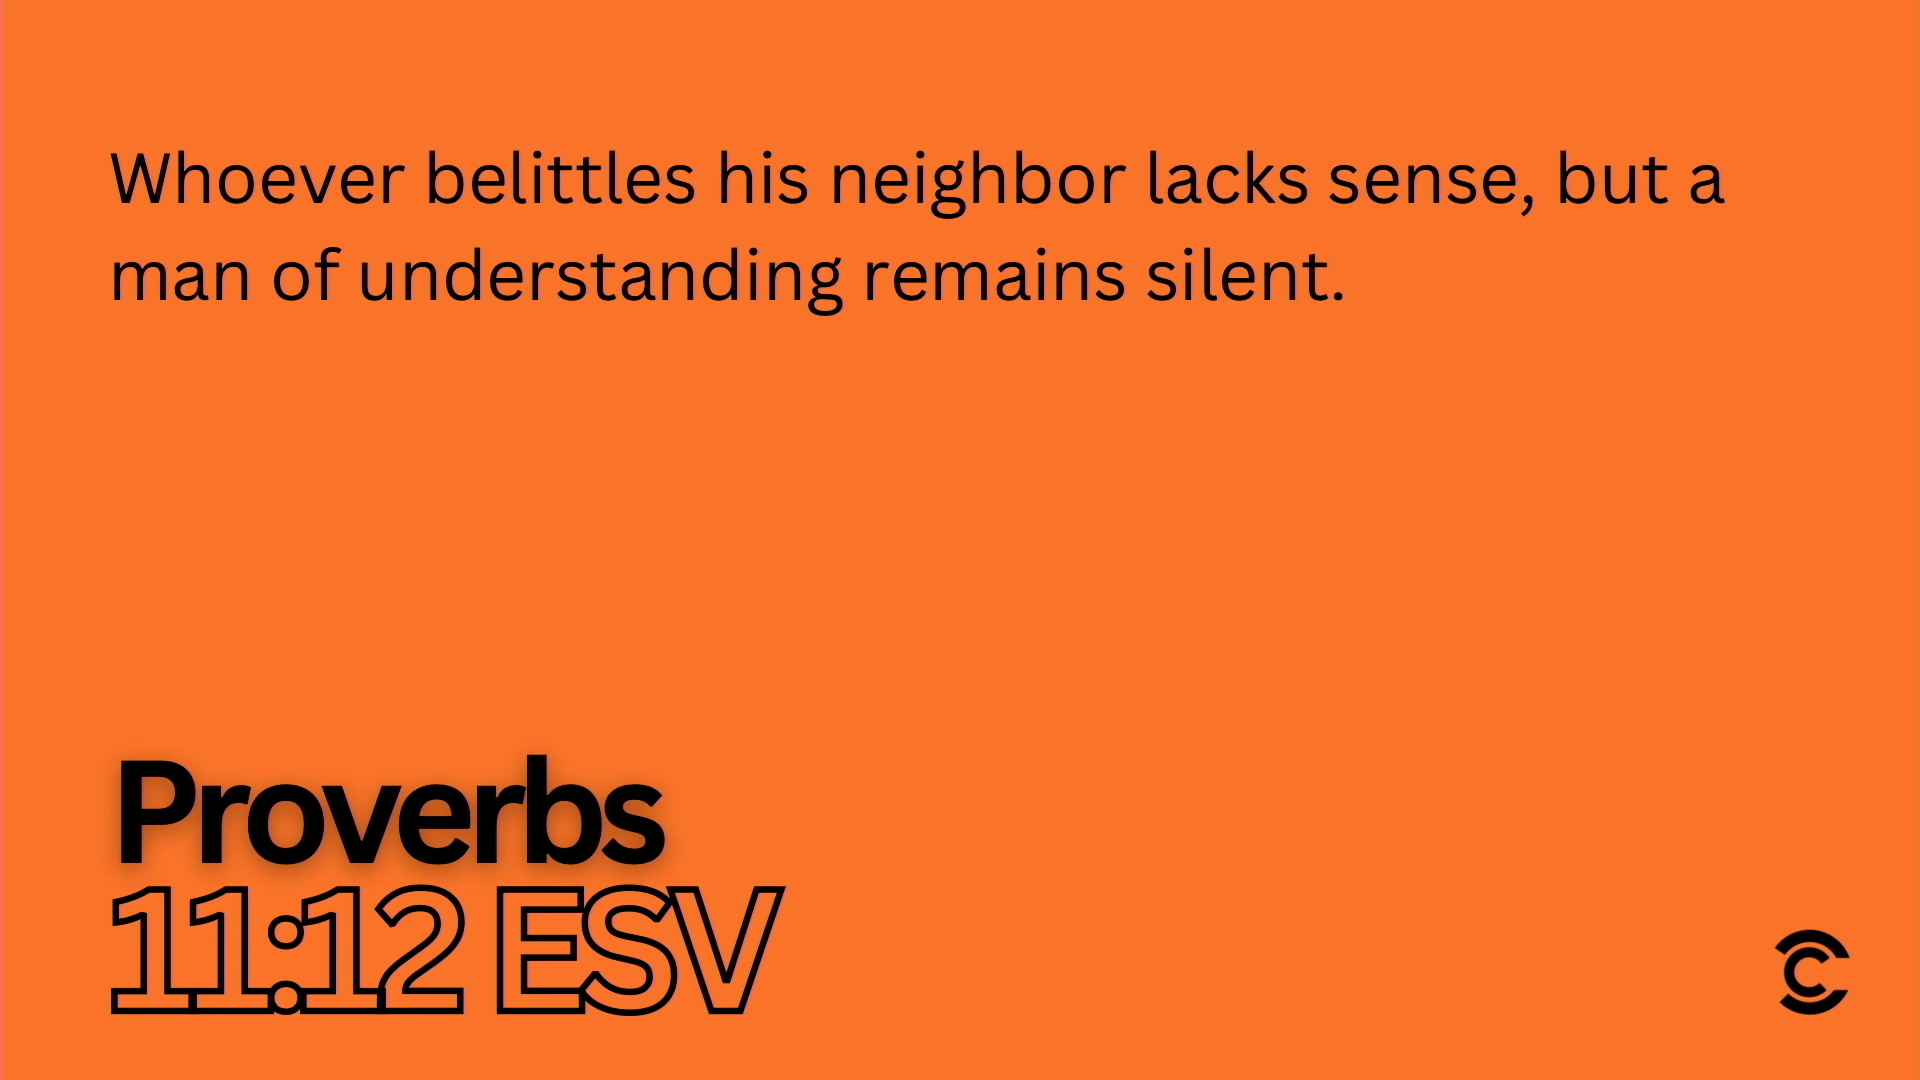 Whoever belittles his neighbor lacks sense, but a
man of understanding remains silent.
Proverbs
11:12 ESV